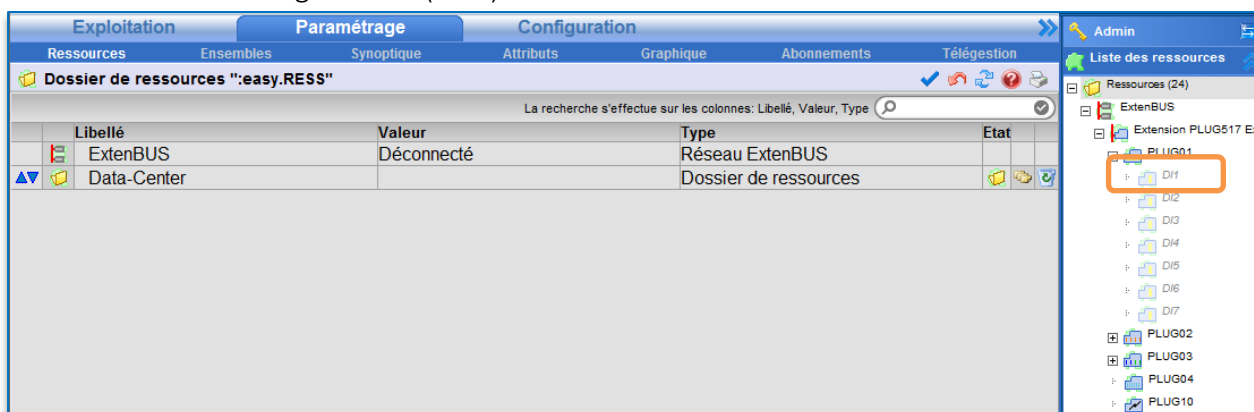 Exploitation Paramétrage Configuration
Ressources Ensembles Synoptique Attributs Graphique Abonnements Télégestion
Dossier de ressources ":easy.RESS"
La recherche s'effectue sur les colonnes: Libellé, Valeur, Type
Libellé Valeur Type Etat
ExtenBUS Déconnecté Réseau ExtenBUS
Data-Center Dossier de ressources
Admin
Liste des ressources
Ressources (24)
ExtenBUS
Extension PLUG517 E
PLUG01
DI1
DI2
DI3
DI4
DI5
DI6
DI7
PLUG02
PLUG03
PLUG04
PLUG10